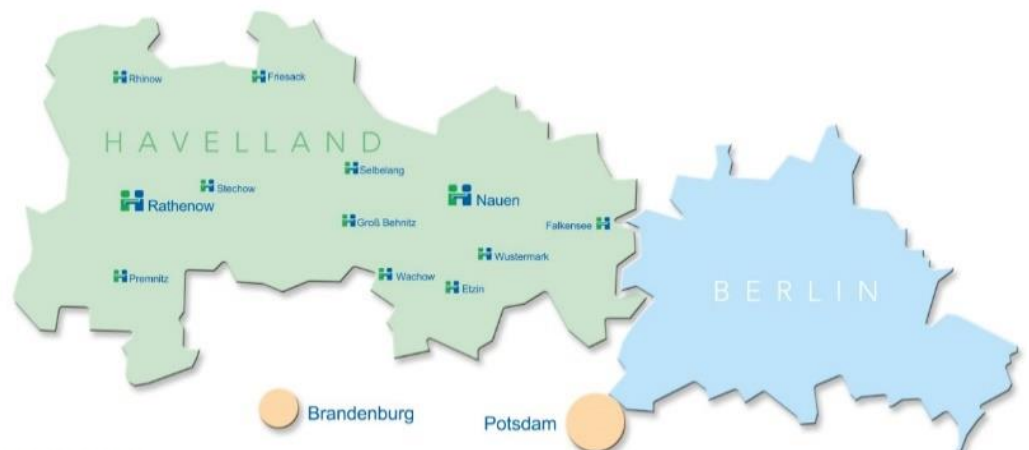 Rhinow
Friesack
HAVELLAND
Selbelang
Stechow
Rathenow
Nauen
Groß Behnitz
Falkensee
Wustermark
Premnitz
Wachow
Etzin
BERLIN
Brandenburg
Potsdam